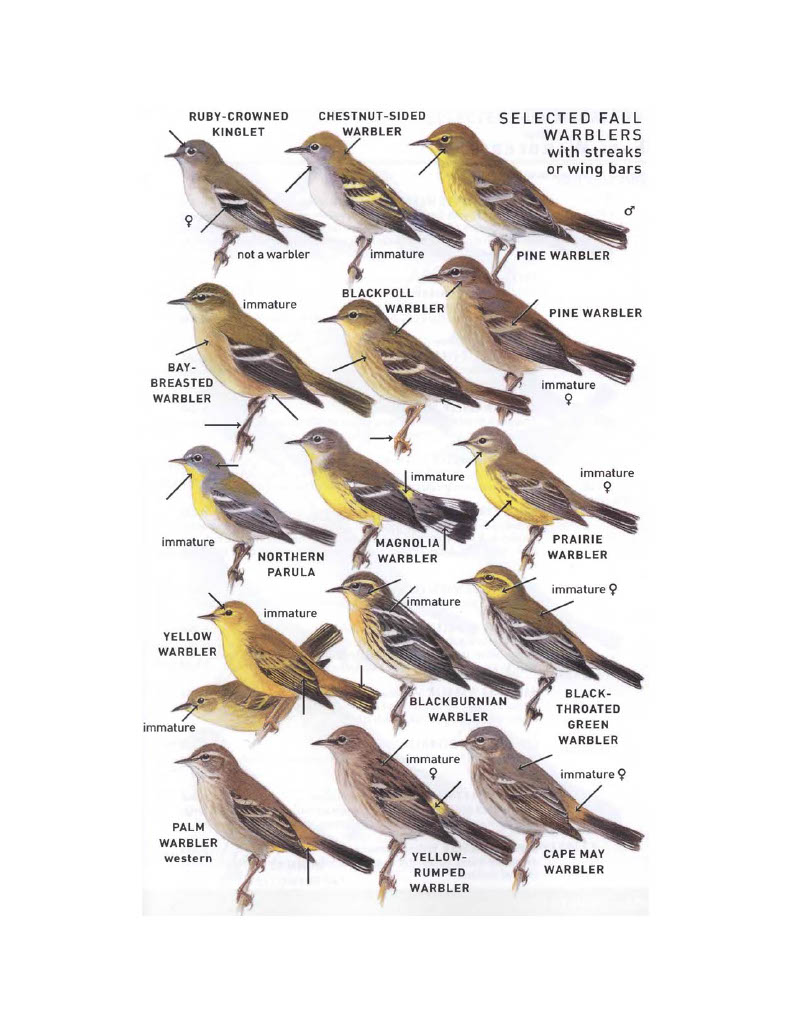 RUBY-CROWNED
KINGLET
CHESTNUT-SIDED
WARBLER
SELECTED FALL
WARBLERS
with streaks
or wing bars
♀
♂
not a warbler
immature
PINE WARBLER
immature
BLACKPOLL
WARBLER
PINE WARBLER
BAY-
BREASTED
WARBLER
immature
♀
immature
immature
♀
immature
NORTHERN
PARULA
MAGNOLIA
WARBLER
PRAIRIE
WARBLER
immature
immature
immature ♀
YELLOW
WARBLER
immature
BLACKBURNIAN
WARBLER
BLACK-
THROATED
GREEN
WARBLER
immature
♀
immature ♀
PALM
WARBLER
western
YELLOW-
RUMPED
WARBLER
CAPE MAY
WARBLER